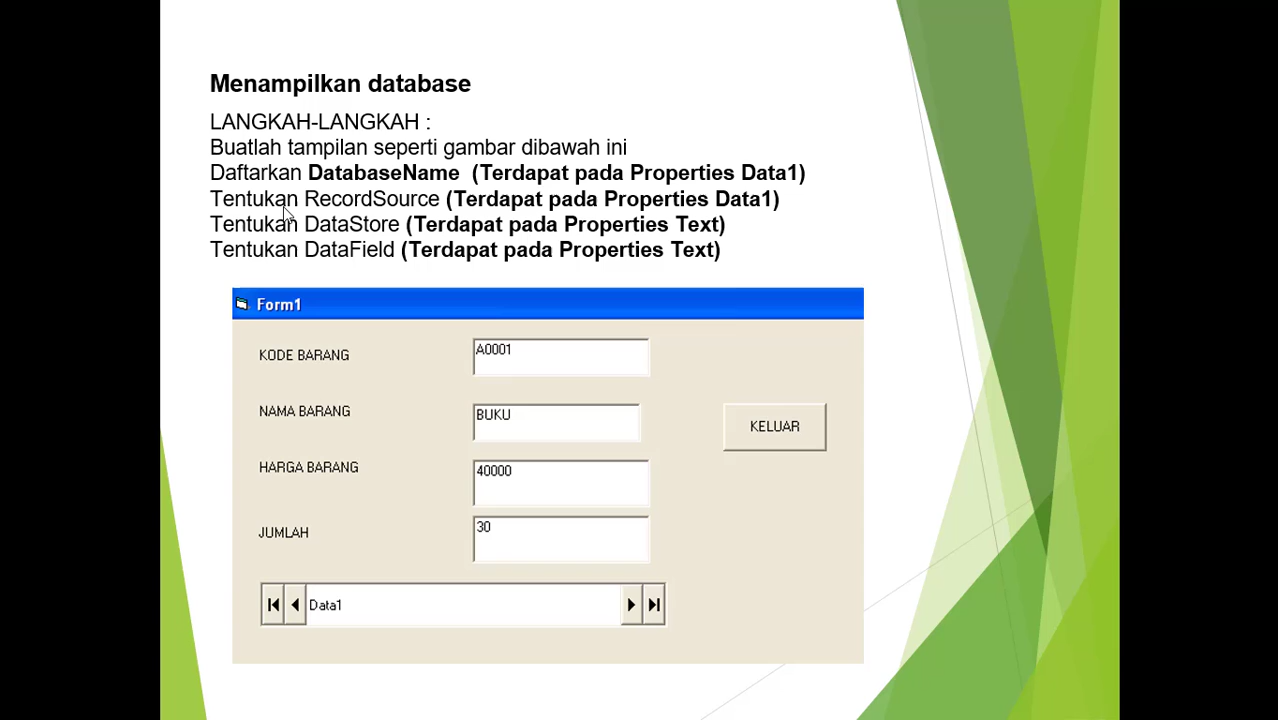 Menampilkan database
LANGKAH-LANGKAH :
Buatlah tampilan seperti gambar dibawah ini
Daftarkan DatabaseName (Terdapat pada Properties Data1)
Tentukan RecordSource (Terdapat pada Properties Data1)
Tentukan DataStore (Terdapat pada Properties Text)
Tentukan DataField (Terdapat pada Properties Text)
Form1
KODE BARANG A0001
NAMA BARANG BUKU
KELUAR
HARGA BARANG 40000
JUMLAH 30
Data1